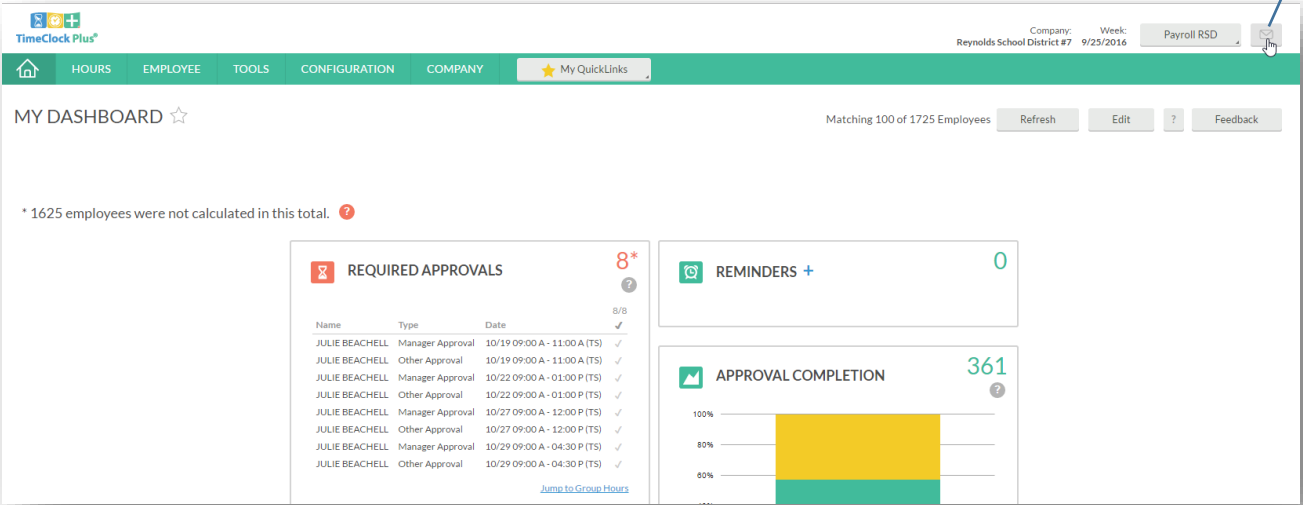 TimeClock Plus®
Company: Week:
Reynolds School District #7 9/25/2016
Payroll RSD
HOURS EMPLOYEE TOOLS CONFIGURATION COMPANY My QuickLinks
MY DASHBOARD
Matching 100 of 1725 Employees Refresh Edit ? Feedback
* 1625 employees were not calculated in this total. ?
REQUIRED APPROVALS 8*
?
8/8
Name Type Date ✓
JULIE BEACHELL Manager Approval 10/19 09:00 A - 11:00 A (TS) ✓
JULIE BEACHELL Other Approval 10/19 09:00 A - 11:00 A (TS) ✓
JULIE BEACHELL Manager Approval 10/22 09:00 A - 01:00 P (TS) ✓
JULIE BEACHELL Other Approval 10/22 09:00 A - 01:00 P (TS) ✓
JULIE BEACHELL Manager Approval 10/27 09:00 A - 12:00 P (TS) ✓
JULIE BEACHELL Other Approval 10/27 09:00 A - 12:00 P (TS) ✓
JULIE BEACHELL Manager Approval 10/29 09:00 A - 04:30 P (TS) ✓
JULIE BEACHELL Other Approval 10/29 09:00 A - 04:30 P (TS) ✓
Jump to Group Hours
REMINDERS + 0
APPROVAL COMPLETION 361
?
100%
80%
60%